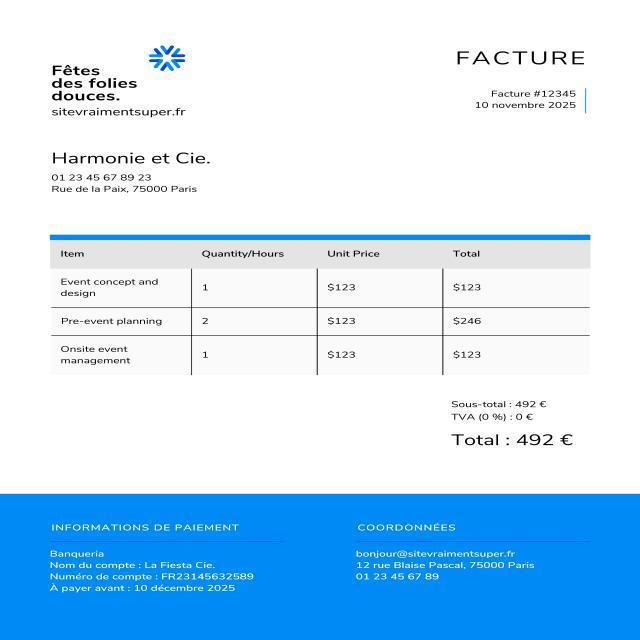 Fêtes
des folies
douces.
sitevraimentsuper.fr
FACTURE
Facture #12345
10 novembre 2025
Harmonie et Cie.
01 23 45 67 89 23
Rue de la Paix, 75000 Paris
Item Quantity/Hours Unit Price Total
Event concept and
design
1 $123 $123
Pre-event planning 2 $123 $246
Onsite event
management
1 $123 $123
Sous-total : 492 €
TVA (0 %) : 0 €
Total : 492 €
INFORMATIONS DE PAIEMENT
Banqueria
Nom du compte : La Fiesta Cie.
Numéro de compte : FR23145632589
À payer avant : 10 décembre 2025
COORDONNÉES
bonjour@sitevraimentsuper.fr
12 rue Blaise Pascal, 75000 Paris
01 23 45 67 89